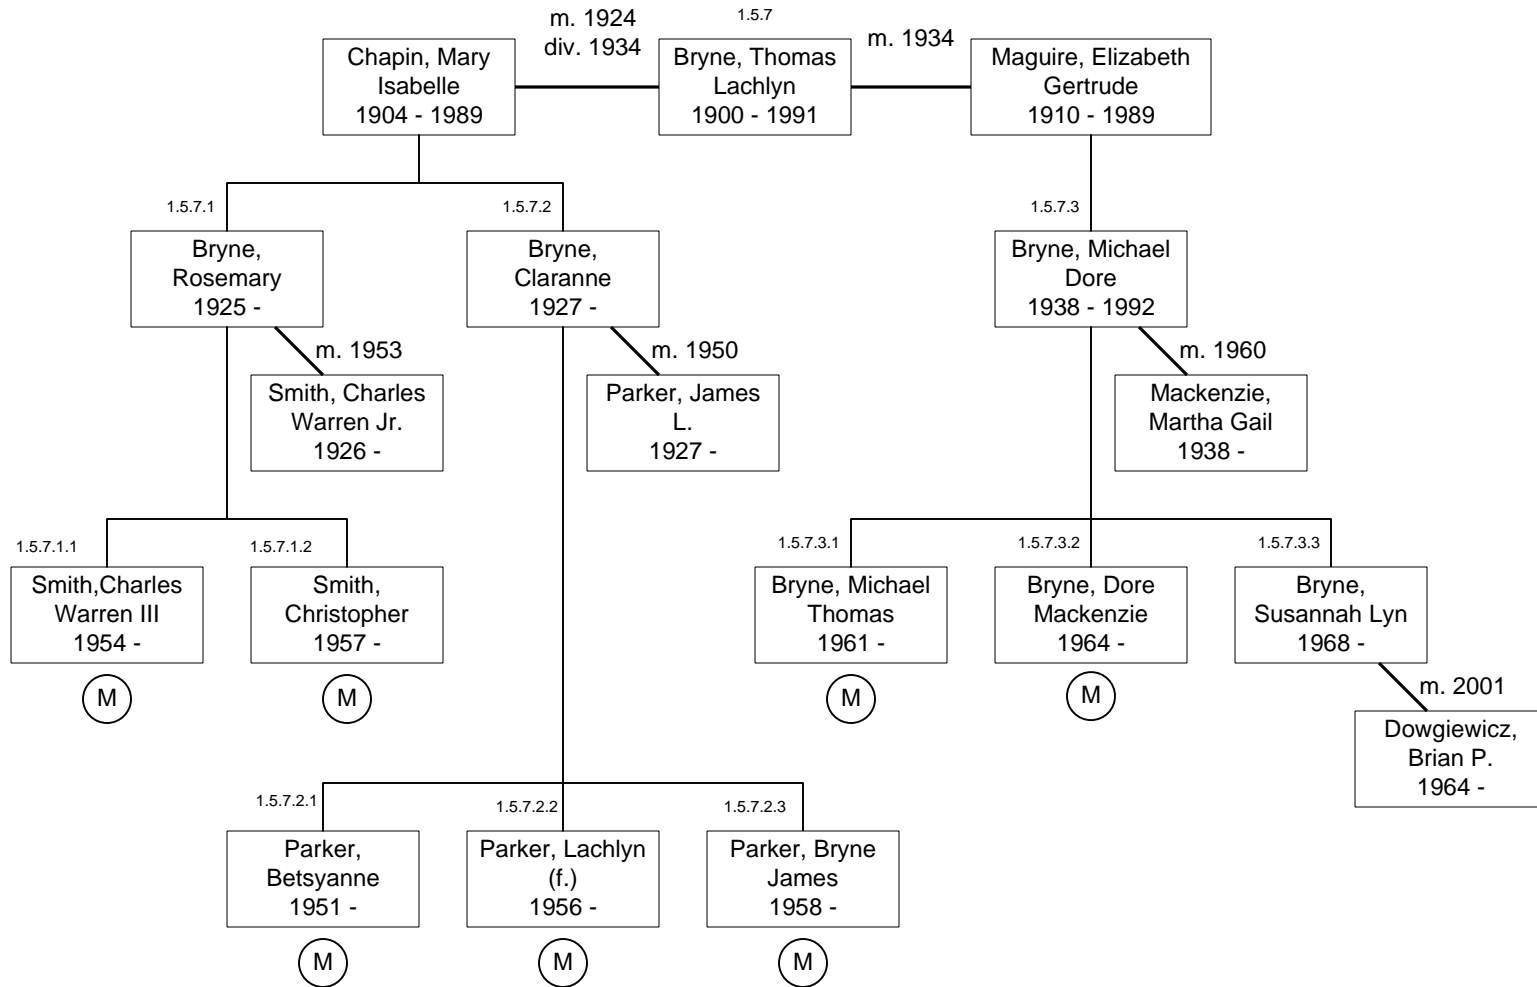 m. 1924
div. 1934
1.5.7
m. 1934
Chapin, Mary
Isabelle
1904 - 1989
Bryne, Thomas
Lachlyn
1900 - 1991
Maguire, Elizabeth
Gertrude
1910 - 1989
1.5.7.1
Bryne,
Rosemary
1925 -
1.5.7.2
Bryne,
Claranne
1927 -
1.5.7.3
Bryne, Michael
Dore
1938 - 1992
m. 1953
Smith, Charles
Warren Jr.
1926 -
m. 1950
Parker, James
L.
1927 -
m. 1960
Mackenzie,
Martha Gail
1938 -
1.5.7.1.1
Smith,Charles
Warren III
1954 -
M
1.5.7.1.2
Smith,
Christopher
1957 -
M
1.5.7.3.1
Bryne, Michael
Thomas
1961 -
M
1.5.7.3.2
Bryne, Dore
Mackenzie
1964 -
M
1.5.7.3.3
Bryne,
Susannah Lyn
1968 -
m. 2001
Dowgiewicz,
Brian P.
1964 -
1.5.7.2.1
Parker,
Betsyanne
1951 -
M
1.5.7.2.2
Parker, Lachlyn
(f.)
1956 -
M
1.5.7.2.3
Parker, Bryne
James
1958 -
M